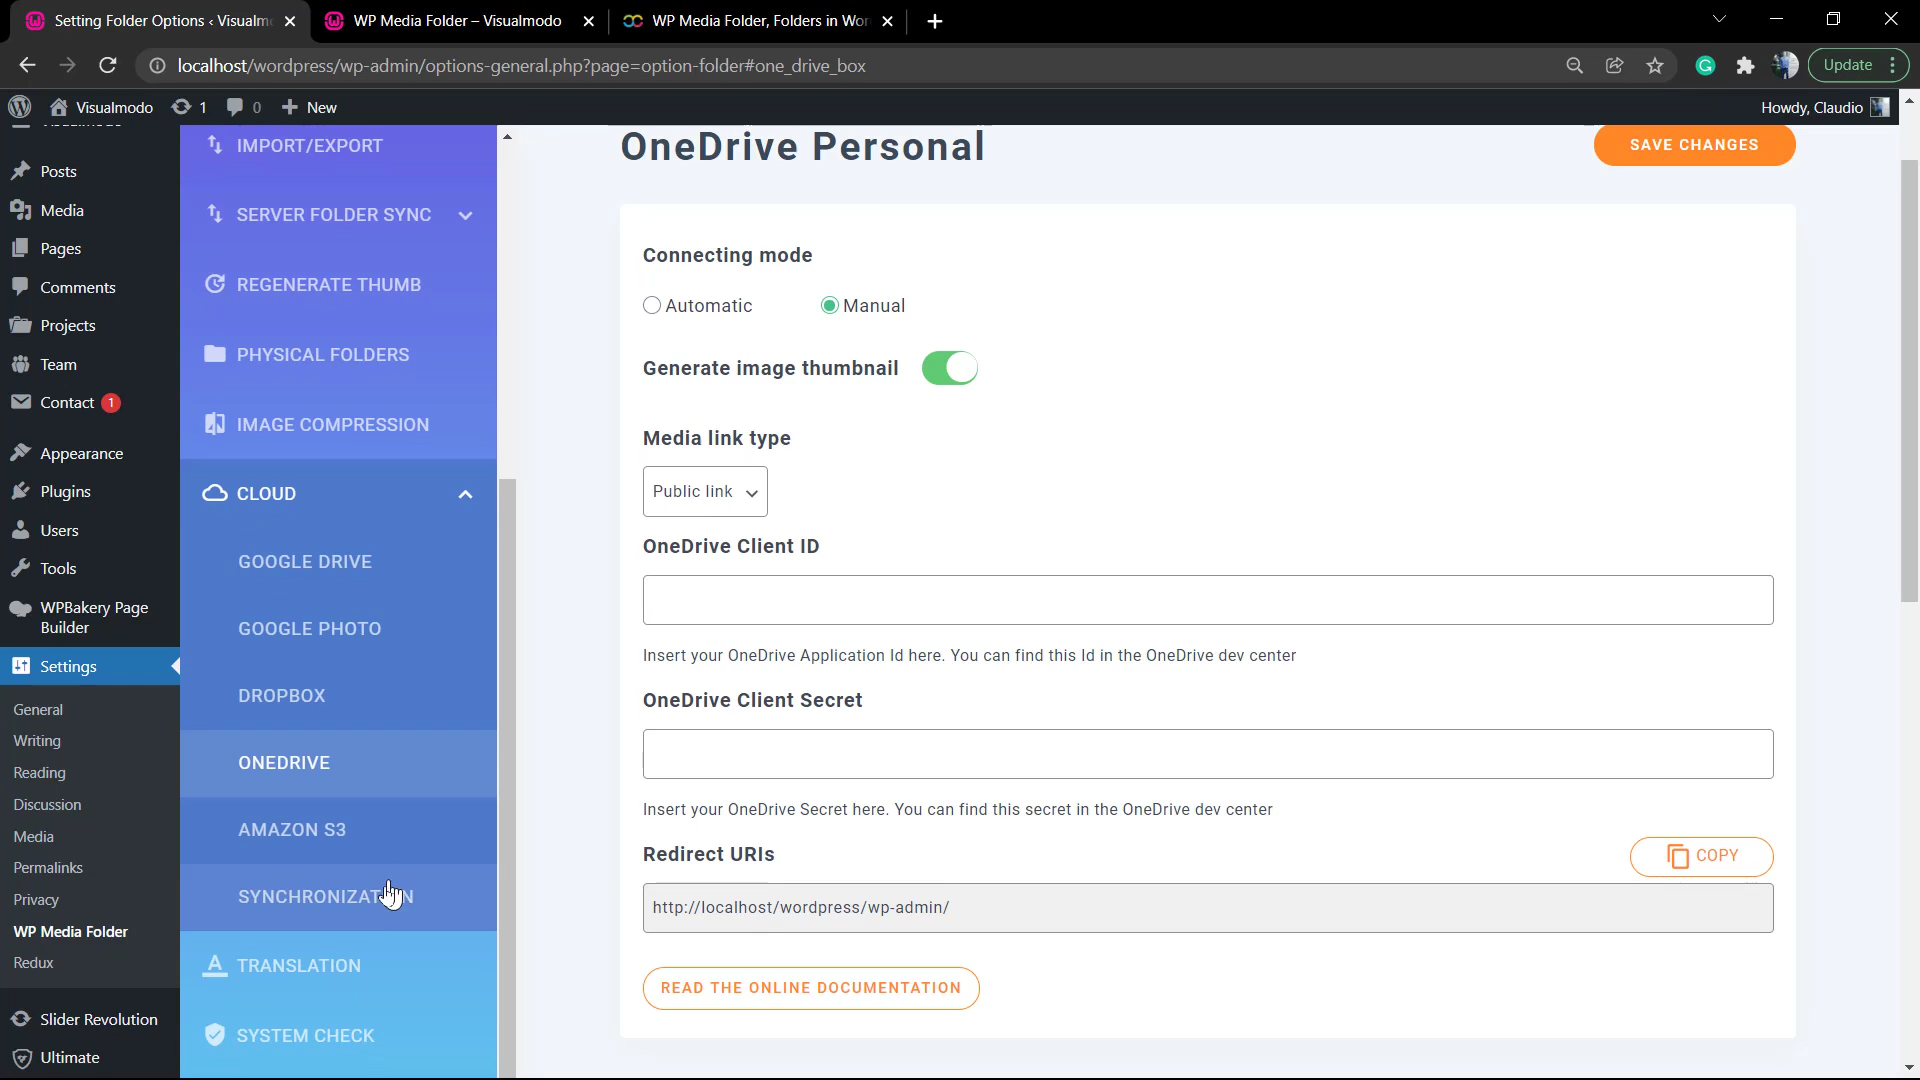 Setting Folder Options ‹ Visualm
WP Media Folder – Visualmodo
WP Media Folder, Folders in Wor
localhost/wordpress/wp-admin/options-general.php?page=option-folder#one_drive_box
Update
Visualmodo
1
0
New
Howdy, Claudio
Posts
Media
Pages
Comments
Projects
Team
Contact 1
Appearance
Plugins
Users
Tools
WPBakery Page
Builder
Settings
General
Writing
Reading
Discussion
Media
Permalinks
Privacy
WP Media Folder
Redux
Slider Revolution
Ultimate
IMPORT/EXPORT
SERVER FOLDER SYNC
REGENERATE THUMB
PHYSICAL FOLDERS
IMAGE COMPRESSION
CLOUD
GOOGLE DRIVE
GOOGLE PHOTO
DROPBOX
ONEDRIVE
AMAZON S3
SYNCHRONIZATION
TRANSLATION
SYSTEM CHECK
OneDrive Personal
SAVE CHANGES
Connecting mode
Automatic
Manual
Generate image thumbnail
Media link type
Public link
OneDrive Client ID
Insert your OneDrive Application Id here. You can find this Id in the OneDrive dev center
OneDrive Client Secret
Insert your OneDrive Secret here. You can find this secret in the OneDrive dev center
Redirect URIs
COPY
http://localhost/wordpress/wp-admin/
READ THE ONLINE DOCUMENTATION